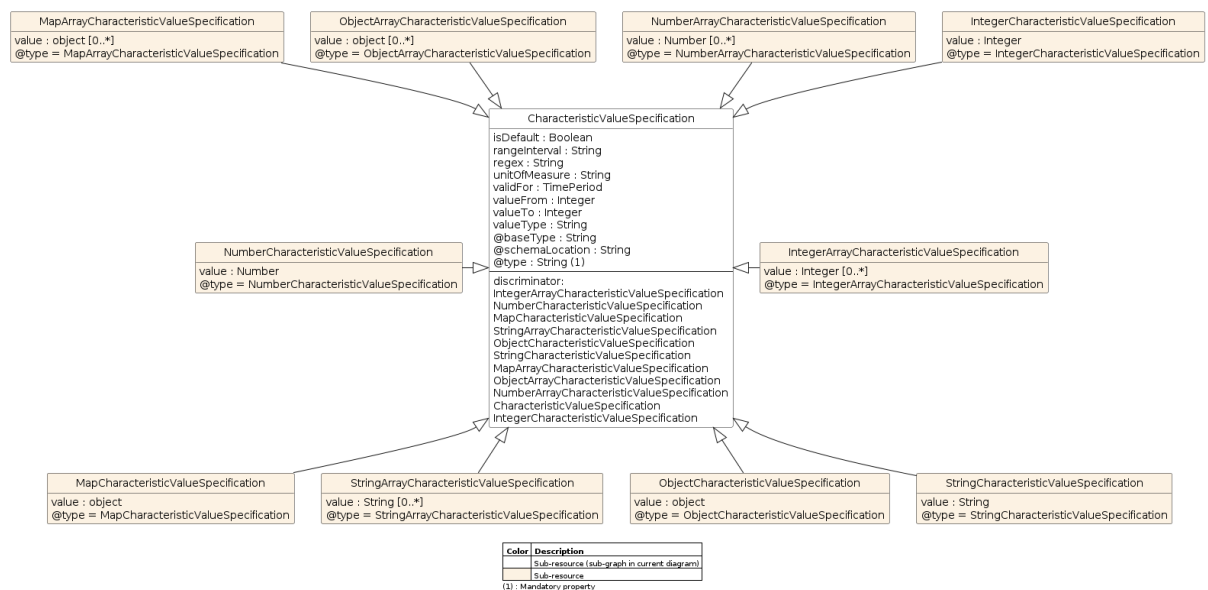 MapArrayCharacteristicValueSpecification
value : object [0..*]
@type = MapArrayCharacteristicValueSpecification
ObjectArrayCharacteristicValueSpecification
value : object [0..*]
@type = ObjectArrayCharacteristicValueSpecification
NumberArrayCharacteristicValueSpecification
value : Number [0..*]
@type = NumberArrayCharacteristicValueSpecification
IntegerCharacteristicValueSpecification
value : Integer
@type = IntegerCharacteristicValueSpecification
CharacteristicValueSpecification
isDefault : Boolean
rangeInterval : String
regex : String
unitOfMeasure : String
validFor : TimePeriod
valueFrom : Integer
valueTo : Integer
valueType : String
@baseType : String
@schemaLocation : String
@type : String (1)
discriminator:
IntegerArrayCharacteristicValueSpecification
NumberCharacteristicValueSpecification
MapCharacteristicValueSpecification
StringArrayCharacteristicValueSpecification
ObjectCharacteristicValueSpecification
StringCharacteristicValueSpecification
MapArrayCharacteristicValueSpecification
ObjectArrayCharacteristicValueSpecification
NumberArrayCharacteristicValueSpecification
CharacteristicValueSpecification
IntegerCharacteristicValueSpecification
NumberCharacteristicValueSpecification
value : Number
@type = NumberCharacteristicValueSpecification
IntegerArrayCharacteristicValueSpecification
value : Integer [0..*]
@type = IntegerArrayCharacteristicValueSpecification
MapCharacteristicValueSpecification
value : object
@type = MapCharacteristicValueSpecification
StringArrayCharacteristicValueSpecification
value : String [0..*]
@type = StringArrayCharacteristicValueSpecification
ObjectCharacteristicValueSpecification
value : object
@type = ObjectCharacteristicValueSpecification
StringCharacteristicValueSpecification
value : String
@type = StringCharacteristicValueSpecification
Color Description
Sub-resource (sub-graph in current diagram)
Sub-resource
(1) : Mandatory property